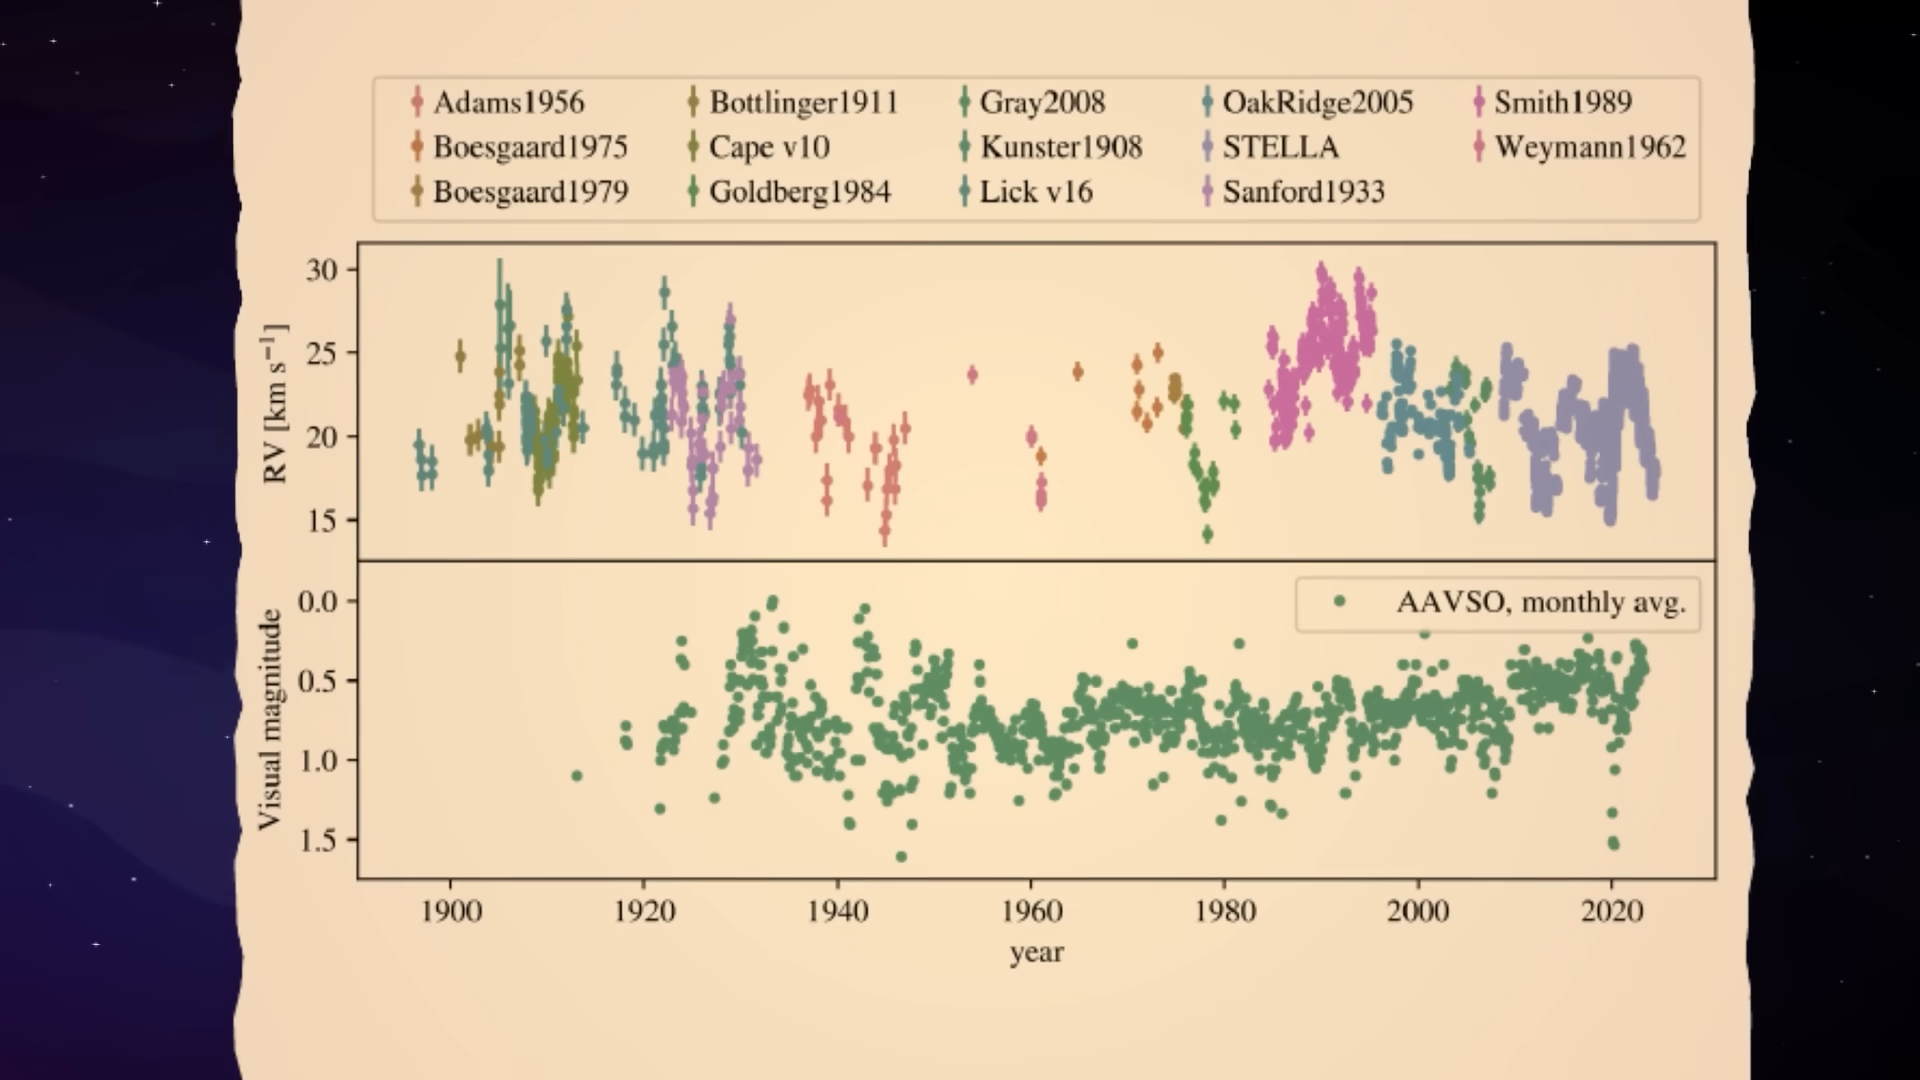 Adams1956 Bottlinger1911 Gray2008 OakRidge2005 Smith1989
Boesgaard1975 Cape v10 Kunster1908 STELLA Weymann1962
Boesgaard1979 Goldberg1984 Lick v16 Sanford1933
30
25
20
15
RV [km s⁻¹]
AAVSO, monthly avg.
0.0
0.5
1.0
1.5
Visual magnitude
1900 1920 1940 1960 1980 2000 2020
year